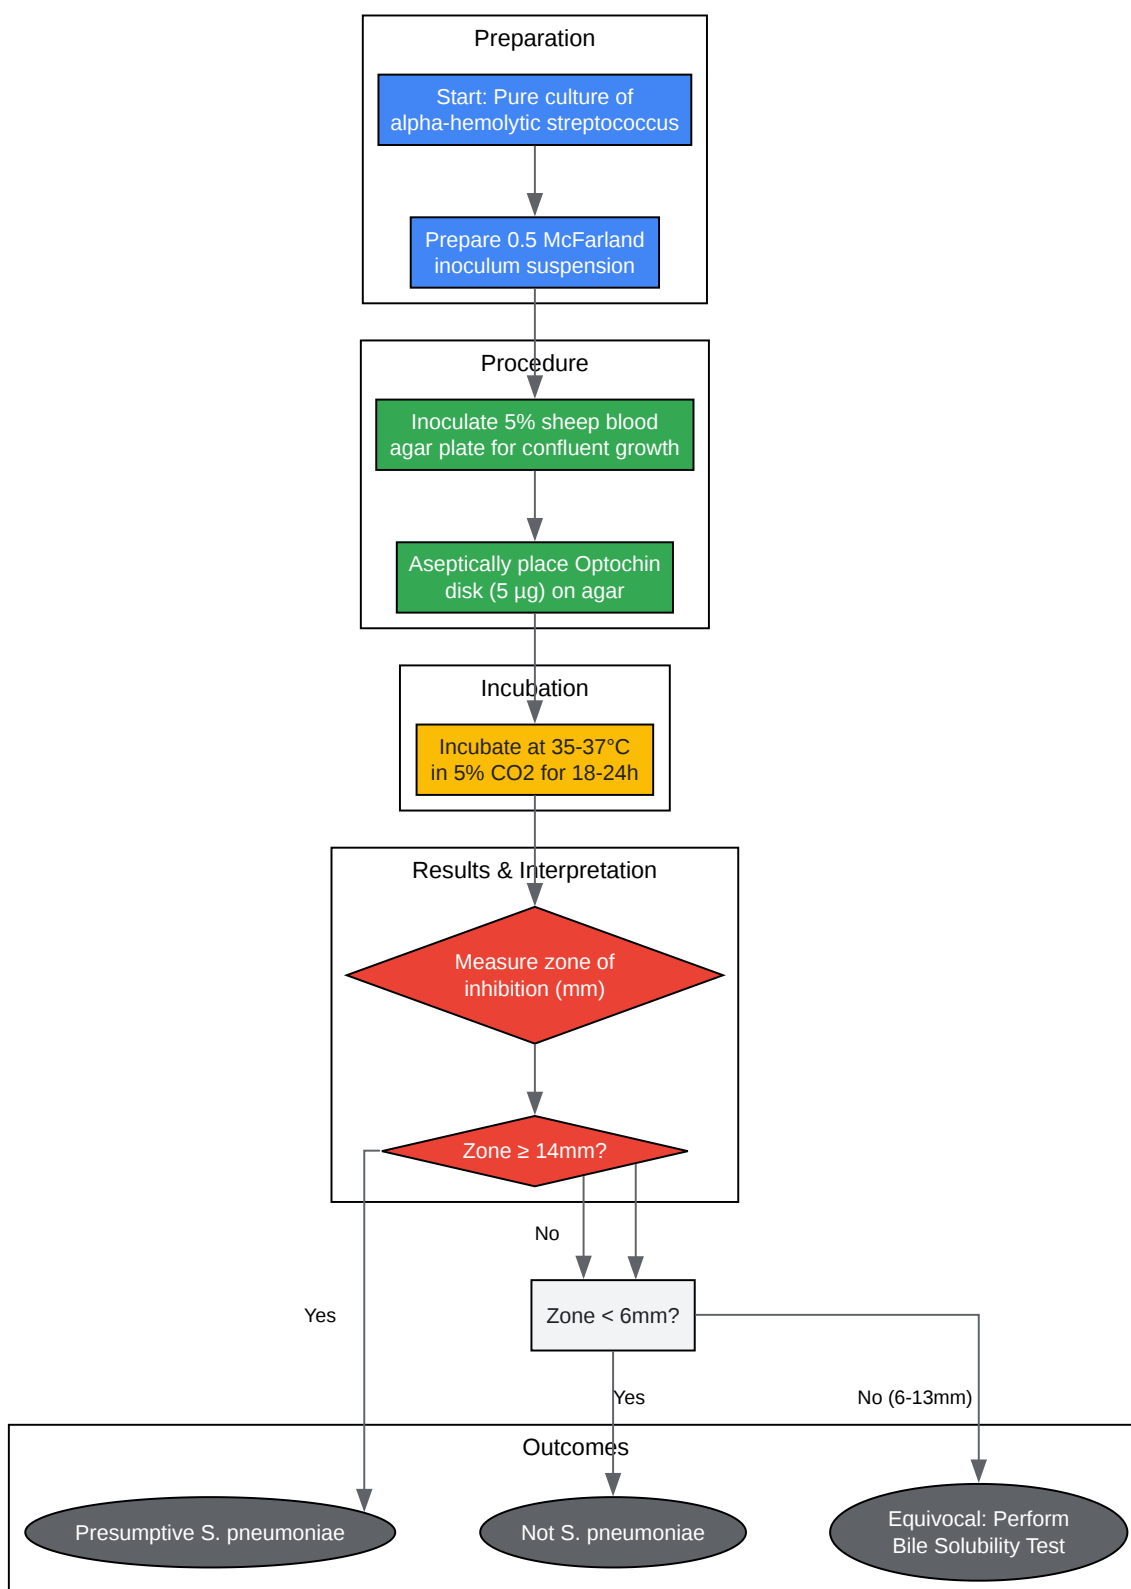 Preparation
Start: Pure culture of
alpha-hemolytic streptococcus
Prepare 0.5 McFarland
inoculum suspension
Procedure
Inoculate 5% sheep blood
agar plate for confluent growth
Aseptically place Optochin
disk (5 µg) on agar
Incubation
Incubate at 35-37°C
in 5% CO2 for 18-24h
Results & Interpretation
Measure zone of
inhibition (mm)
Zone ≥ 14mm?
No
Yes
Zone < 6mm?
Yes
No (6-13mm)
Outcomes
Presumptive S. pneumoniae
Not S. pneumoniae
Equivocal: Perform
Bile Solubility Test